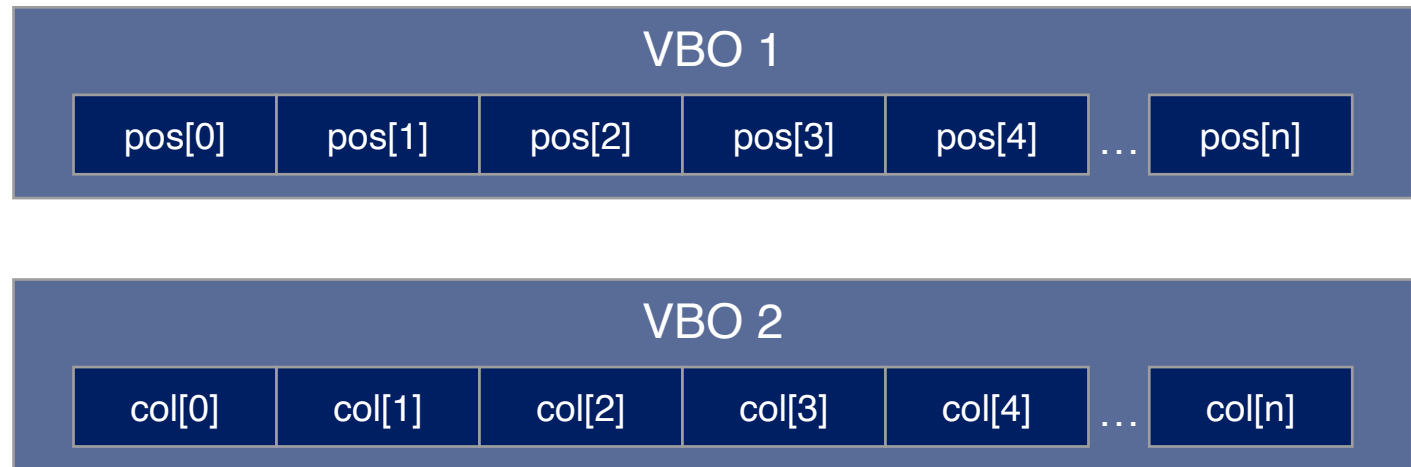 VBO 1
pos[0] pos[1] pos[2] pos[3] pos[4] ... pos[n]
VBO 2
col[0] col[1] col[2] col[3] col[4] ... col[n]